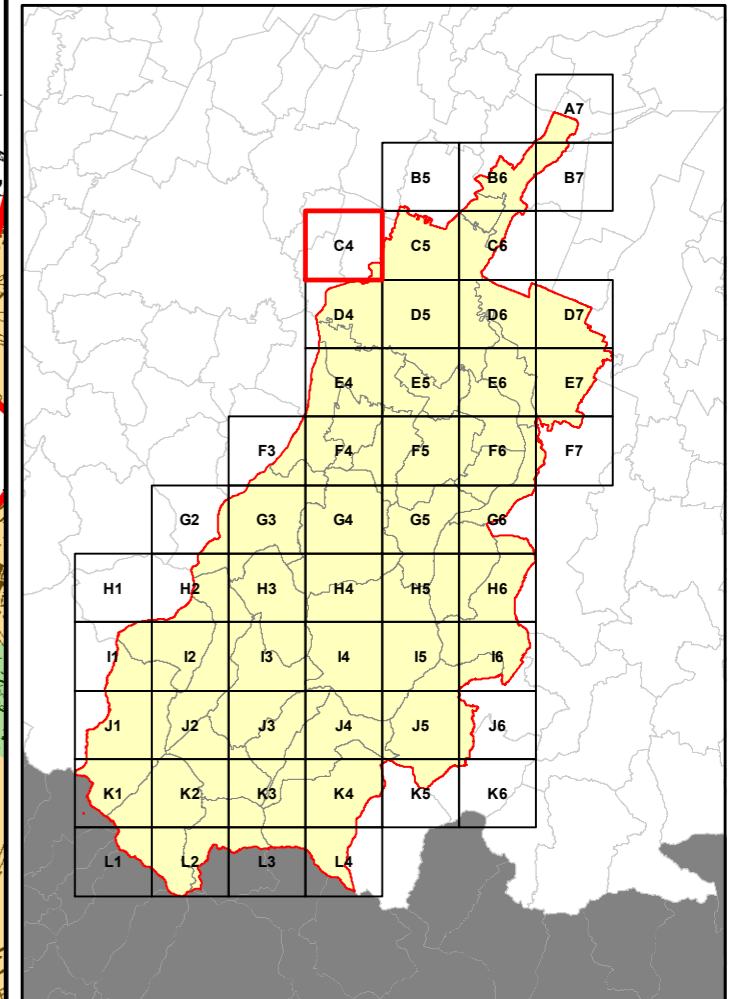 A7
B5 B6 B7
C4 C5 C6
D4 D5 D6 D7
E4 E5 E6 E7
F3 F4 F5 F6 F7
G2 G3 G4 G5 G6
H1 H2 H3 H4 H5 H6
I1 I2 I3 I4 I5 I6
J1 J2 J3 J4 J5 J6
K1 K2 K3 K4 K5 K6
L1 L2 L3 L4